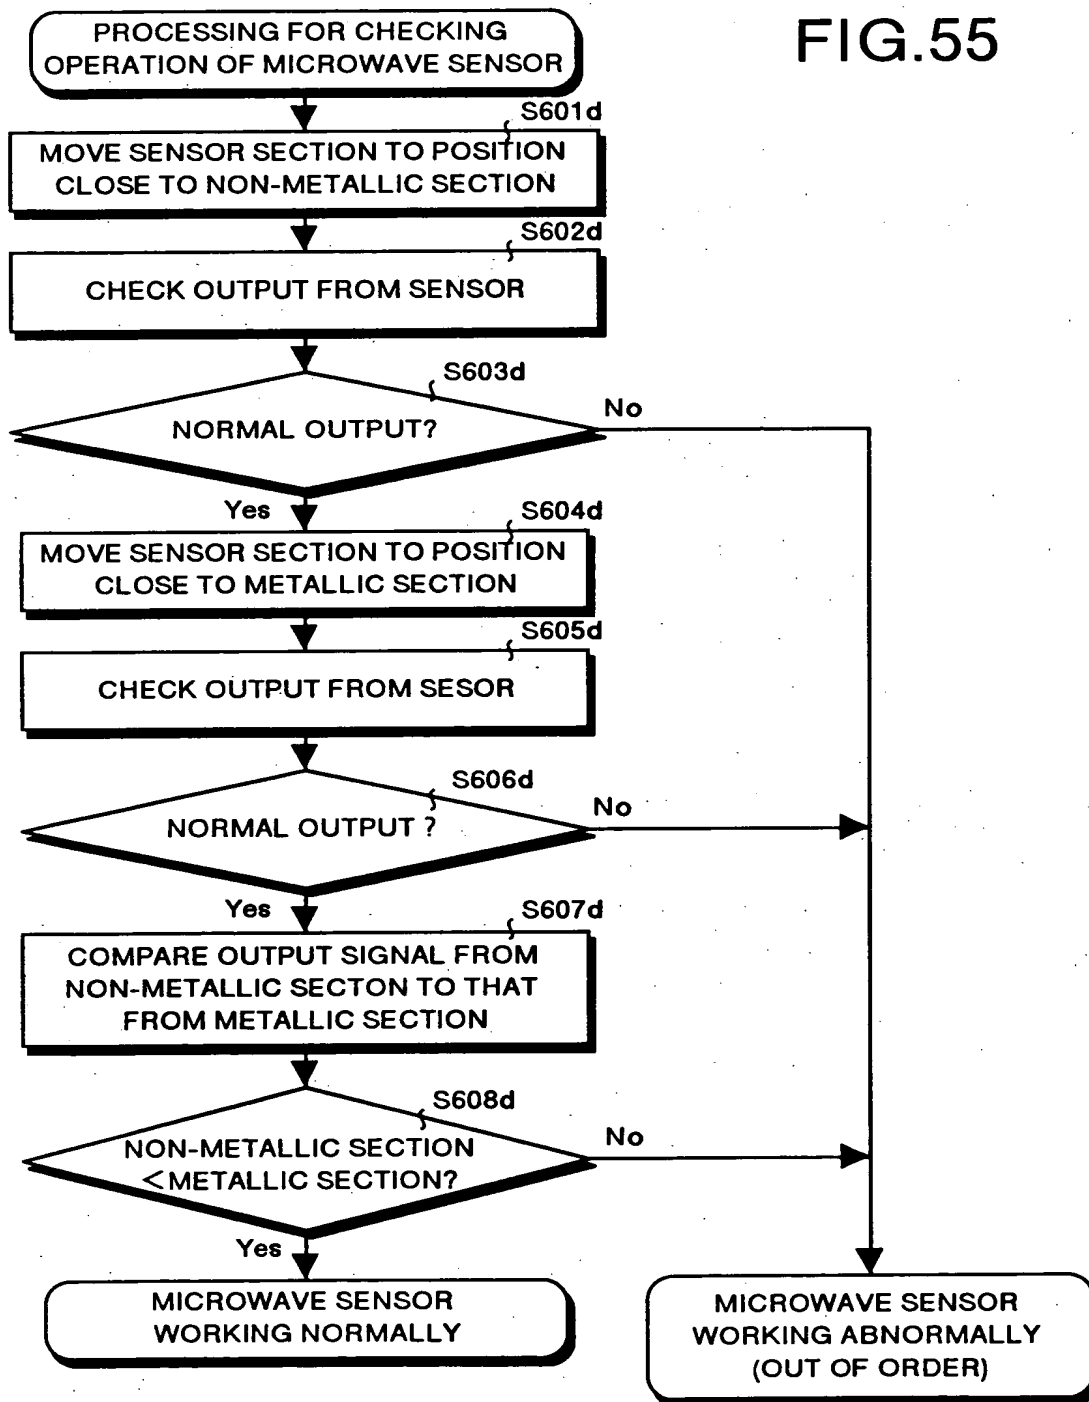 FIG.55
PROCESSING FOR CHECKING
OPERATION OF MICROWAVE SENSOR
S601d
MOVE SENSOR SECTION TO POSITION
CLOSE TO NON-METALLIC SECTION
S602d
CHECK OUTPUT FROM SENSOR
S603d
NORMAL OUTPUT?
No
Yes
S604d
MOVE SENSOR SECTION TO POSITION
CLOSE TO METALLIC SECTION
S605d
CHECK OUTPUT FROM SESOR
S606d
NORMAL OUTPUT ?
No
Yes
S607d
COMPARE OUTPUT SIGNAL FROM
NON-METALLIC SECTON TO THAT
FROM METALLIC SECTION
S608d
NON-METALLIC SECTION
<METALLIC SECTION?
No
Yes
MICROWAVE SENSOR
WORKING NORMALLY
MICROWAVE SENSOR
WORKING ABNORMALLY
(OUT OF ORDER)